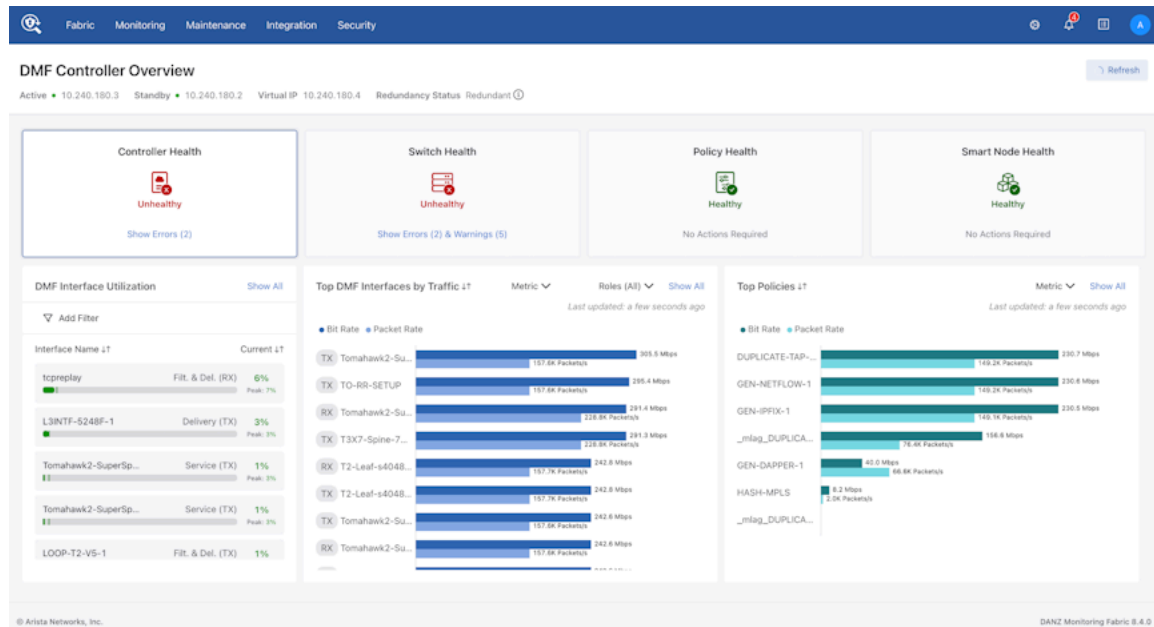 Fabric Monitoring Maintenance Integration Security 4 A
DMF Controller Overview
Refresh
Active 10.240.180.3 Standby 10.240.180.2 Virtual IP 10.240.180.4 Redundancy Status Redundant
Controller Health
Unhealthy
Show Errors (2)
Switch Health
Unhealthy
Show Errors (2) & Warnings (5)
Policy Health
Healthy
No Actions Required
Smart Node Health
Healthy
No Actions Required
DMF Interface Utilization Show All
Add Filter
Interface Name ↓↑ Current ↓↑
tcpreplay Filt. & Del. (RX) 6%
Peak: 7%
L3INTF-5248F-1 Delivery (TX) 3%
Peak: 3%
Tomahawk2-SuperSp... Service (TX) 1%
Peak: 3%
Tomahawk2-SuperSp... Service (TX) 1%
Peak: 3%
LOOP-T2-V5-1 Filt. & Del. (TX) 1%
Top DMF Interfaces by Traffic ↓↑ Metric Roles (All) Show All
Last updated: a few seconds ago
Bit Rate Packet Rate
TX Tomahawk2-Su... 305.5 Mbps
157.8K Packets/s
TX TO-RR-SETUP 295.4 Mbps
157.8K Packets/s
RX Tomahawk2-Su... 291.4 Mbps
228.8K Packets/s
TX T3X7-Spine-7... 291.3 Mbps
228.8K Packets/s
RX T2-Leaf-s4048... 242.8 Mbps
157.7K Packets/s
TX T2-Leaf-s4048... 242.8 Mbps
157.7K Packets/s
TX Tomahawk2-Su... 242.6 Mbps
157.8K Packets/s
RX Tomahawk2-Su... 242.6 Mbps
157.8K Packets/s
Top Policies ↓↑ Metric Show All
Last updated: a few seconds ago
Bit Rate Packet Rate
DUPLICATE-TAP-... 230.7 Mbps
149.2K Packets/s
GEN-NETFLOW-1 230.6 Mbps
149.2K Packets/s
GEN-IPFIX-1 230.5 Mbps
149.1K Packets/s
_mlag_DUPLICA... 156.6 Mbps
76.4K Packets/s
GEN-DAPPER-1 40.0 Mbps
66.8K Packets/s
HASH-MPLS 8.2 Mbps
2.0K Packets/s
_mlag_DUPLICA...
© Arista Networks, Inc. DANZ Monitoring Fabric 8.4.0